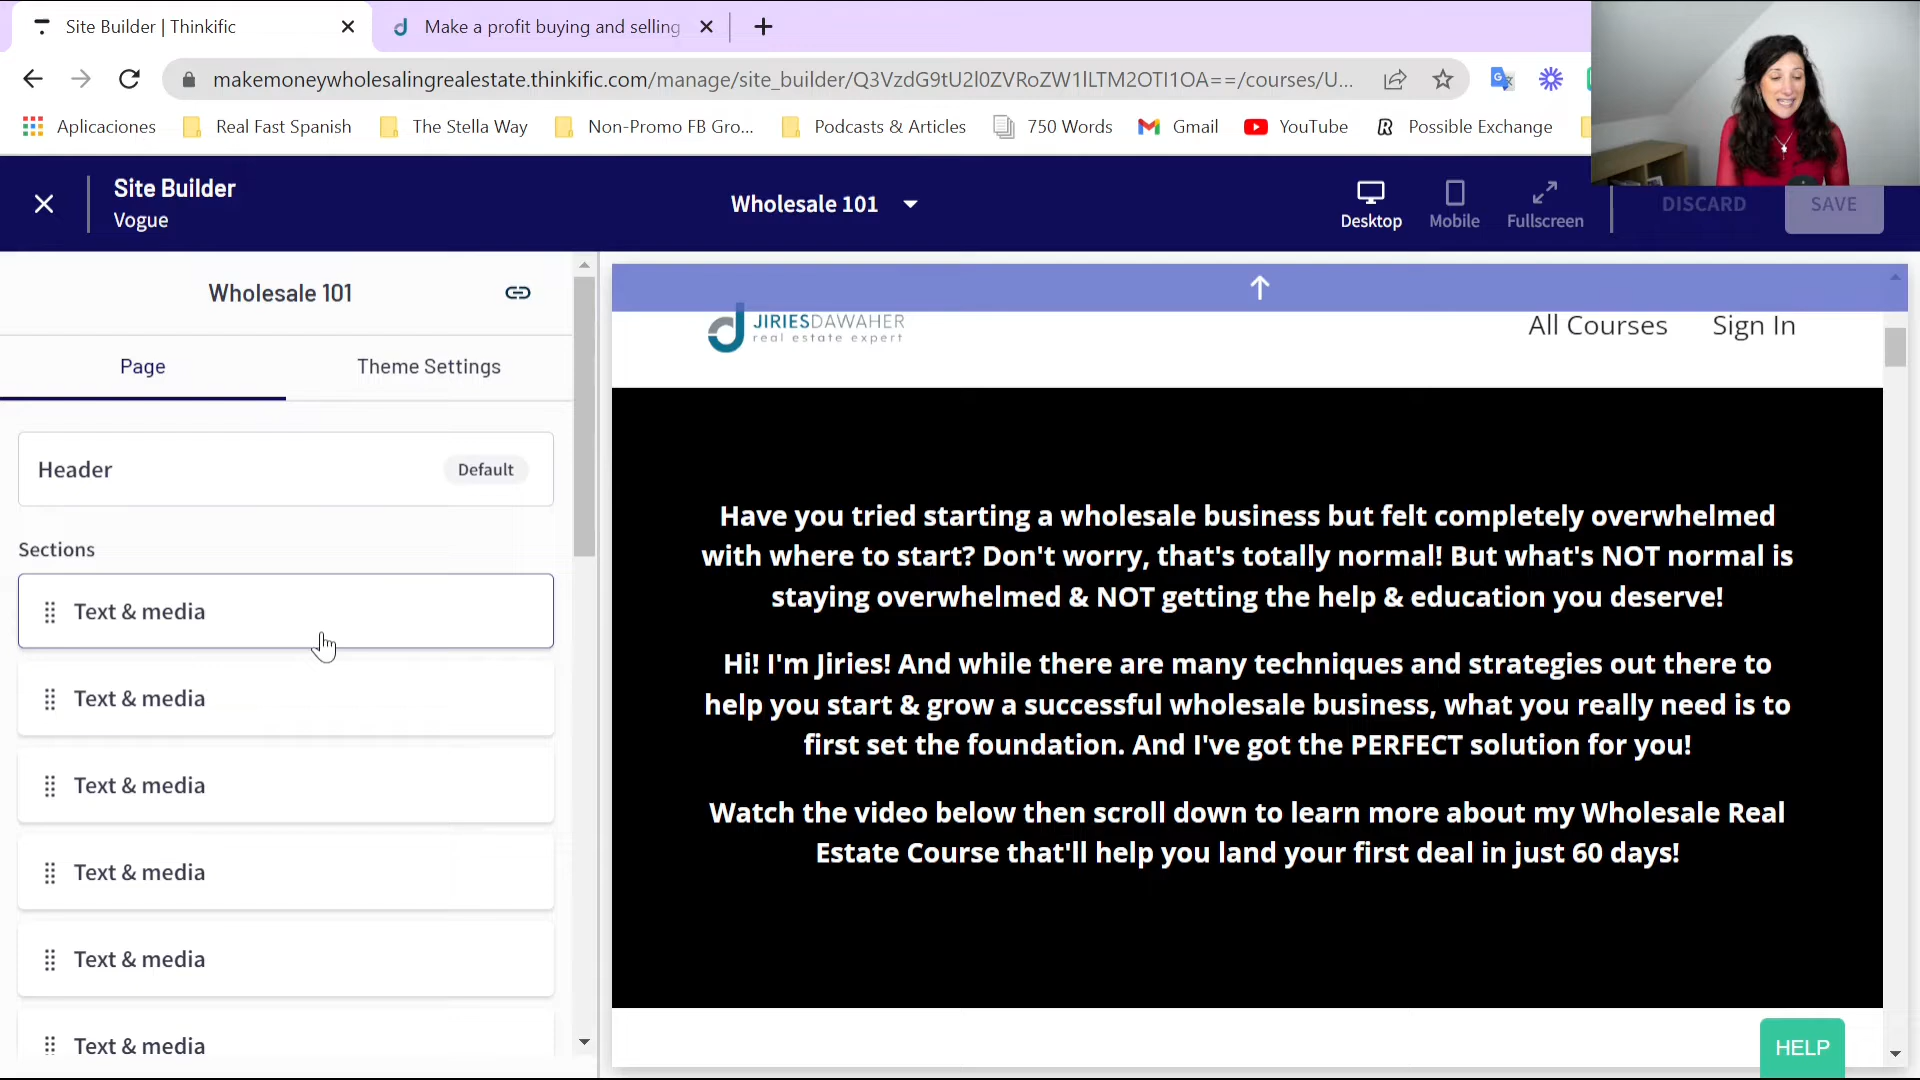 Site Builder | Thinkific
Make a profit buying and selling
makemoneywholesalingrealestate.thinkific.com/manage/site_builder/Q3VzdG9tU2l0ZVRoZW1lLTM2OTI1OA==/courses/U...
Aplicaciones
Real Fast Spanish
The Stella Way
Non-Promo FB Gro...
Podcasts & Articles
750 Words
Gmail
YouTube
Possible Exchange
Site Builder
Vogue
Wholesale 101
Desktop
Mobile
Fullscreen
DISCARD
SAVE
Wholesale 101
Page
Theme Settings
Header
Default
Sections
Text & media
Text & media
Text & media
Text & media
Text & media
Text & media
JIRIESDAWAHER
real estate expert
All Courses
Sign In
Have you tried starting a wholesale business but felt completely overwhelmed
with where to start? Don't worry, that's totally normal! But what's NOT normal is
staying overwhelmed & NOT getting the help & education you deserve!
Hi! I'm Jiries! And while there are many techniques and strategies out there to
help you start & grow a successful wholesale business, what you really need is to
first set the foundation. And I've got the PERFECT solution for you!
Watch the video below then scroll down to learn more about my Wholesale Real
Estate Course that'll help you land your first deal in just 60 days!
HELP